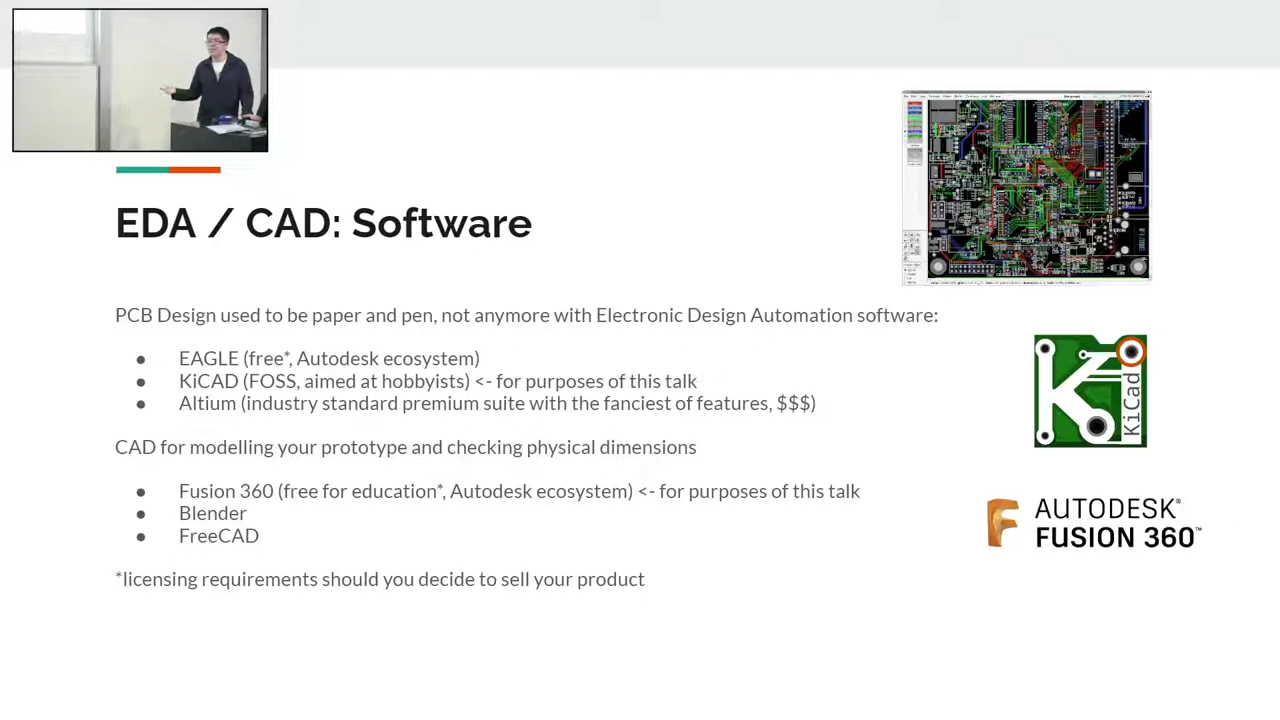 EDA / CAD: Software
PCB Design used to be paper and pen, not anymore with Electronic Design Automation software:
● EAGLE (free*, Autodesk ecosystem)
● KiCAD (FOSS, aimed at hobbyists) <- for purposes of this talk
● Altium (industry standard premium suite with the fanciest of features, $$$)
CAD for modelling your prototype and checking physical dimensions
● Fusion 360 (free for education*, Autodesk ecosystem) <- for purposes of this talk
● Blender
● FreeCAD
*licensing requirements should you decide to sell your product
KiCad
AUTODESK®
FUSION 360™